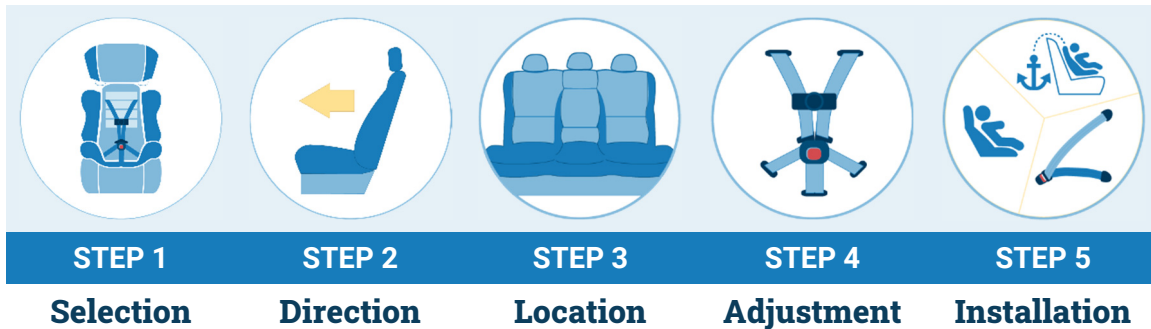 STEP 1 STEP 2 STEP 3 STEP 4 STEP 5
Selection Direction Location Adjustment Installation